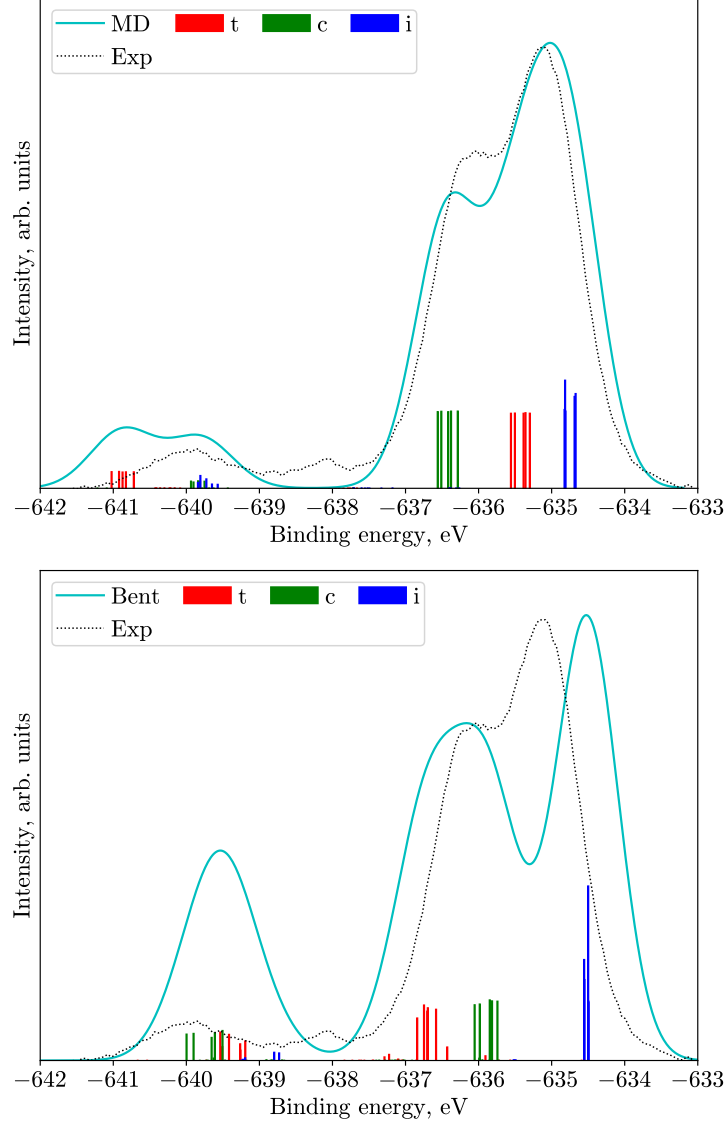 MD t c i
Exp
Intensity, arb. units
−642 −641 −640 −639 −638 −637 −636 −635 −634 −633
Binding energy, eV
Bent t c i
Exp
Intensity, arb. units
−642 −641 −640 −639 −638 −637 −636 −635 −634 −633
Binding energy, eV